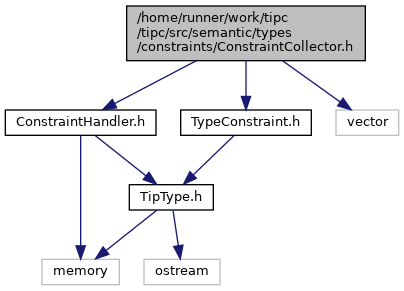 /home/runner/work/tipc
/tipc/src/semantic/types
/constraints/ConstraintCollector.h
ConstraintHandler.h
TypeConstraint.h
vector
TipType.h
memory
ostream